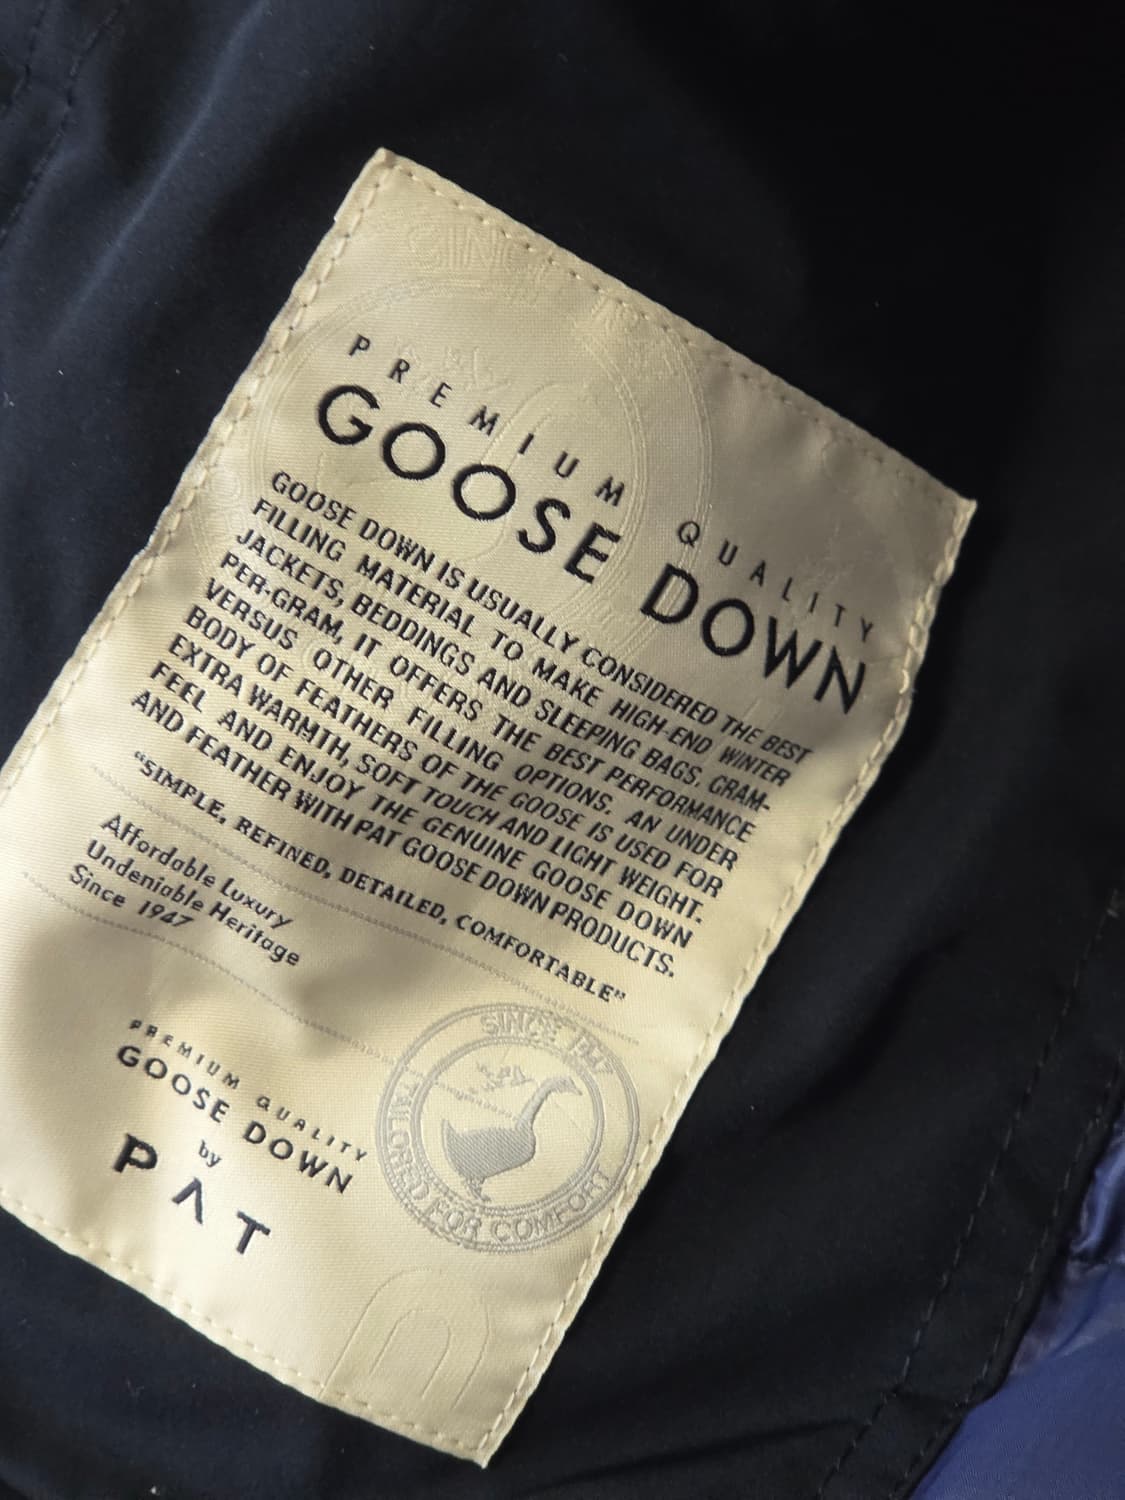 PREMIUM QUALITY
GOOSE DOWN
GOOSE DOWN IS USUALLY CONSIDERED THE BEST
FILLING MATERIAL TO MAKE HIGH-END WINTER
JACKETS, BEDDINGS AND SLEEPING BAGS. GRAM-
PER-GRAM, IT OFFERS THE BEST PERFORMANCE
VERSUS OTHER FILLING OPTIONS. AN UNDER
BODY OF FEATHERS OF THE GOOSE IS USED FOR
EXTRA WARMTH, SOFT TOUCH AND LIGHT WEIGHT.
FEEL AND ENJOY THE GENUINE GOOSE DOWN
AND FEATHER WITH PAT GOOSE DOWN PRODUCTS.
"SIMPLE, REFINED, DETAILED, COMFORTABLE"
Affordable Luxury
Undeniable Heritage
Since 1947
PREMIUM QUALITY
GOOSE DOWN
by
PΛT
SINCE 1947
TAILORED FOR COMFORT